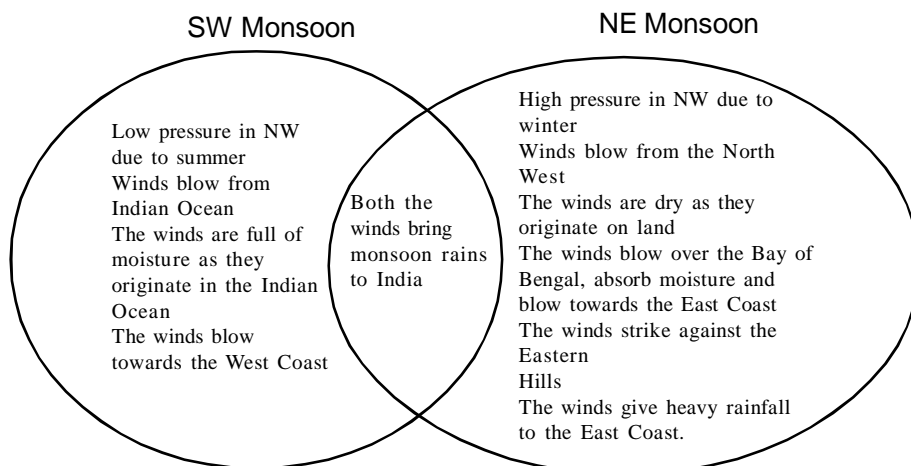 SW Monsoon
NE Monsoon
Low pressure in NW
due to summer
Winds blow from
Indian Ocean
The winds are full of
moisture as they
originate in the Indian
Ocean
The winds blow
towards the West Coast
Both the
winds bring
monsoon rains
to India
High pressure in NW due to
winter
Winds blow from the North
West
The winds are dry as they
originate on land
The winds blow over the Bay of
Bengal, absorb moisture and
blow towards the East Coast
The winds strike against the
Eastern
Hills
The winds give heavy rainfall
to the East Coast.